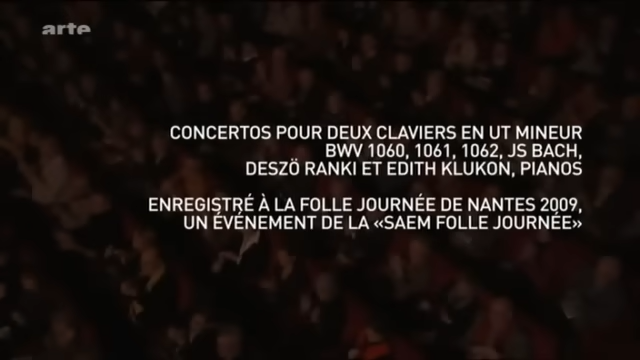 arte
CONCERTOS POUR DEUX CLAVIERS EN UT MINEUR
BWV 1060, 1061, 1062, JS BACH,
DESZÖ RANKI ET EDITH KLUKON, PIANOS
ENREGISTRÉ À LA FOLLE JOURNÉE DE NANTES 2009,
UN ÉVÉNEMENT DE LA «SAEM FOLLE JOURNÉE»